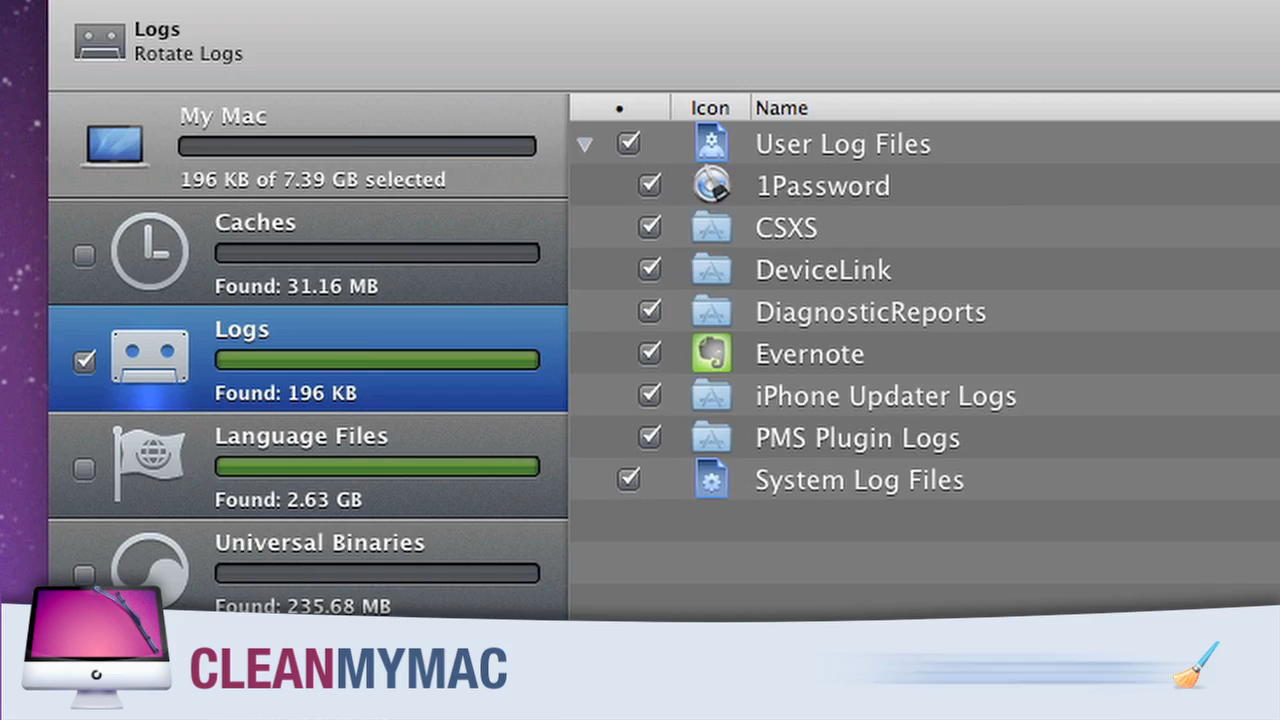 Logs
Rotate Logs
My Mac
196 KB of 7.39 GB selected
Caches
Found: 31.16 MB
Logs
Found: 196 KB
Language Files
Found: 2.63 GB
Universal Binaries
Found: 235.68 MB
• Icon Name
User Log Files
1Password
CSXS
DeviceLink
DiagnosticReports
Evernote
iPhone Updater Logs
PMS Plugin Logs
System Log Files
CLEANMYMAC